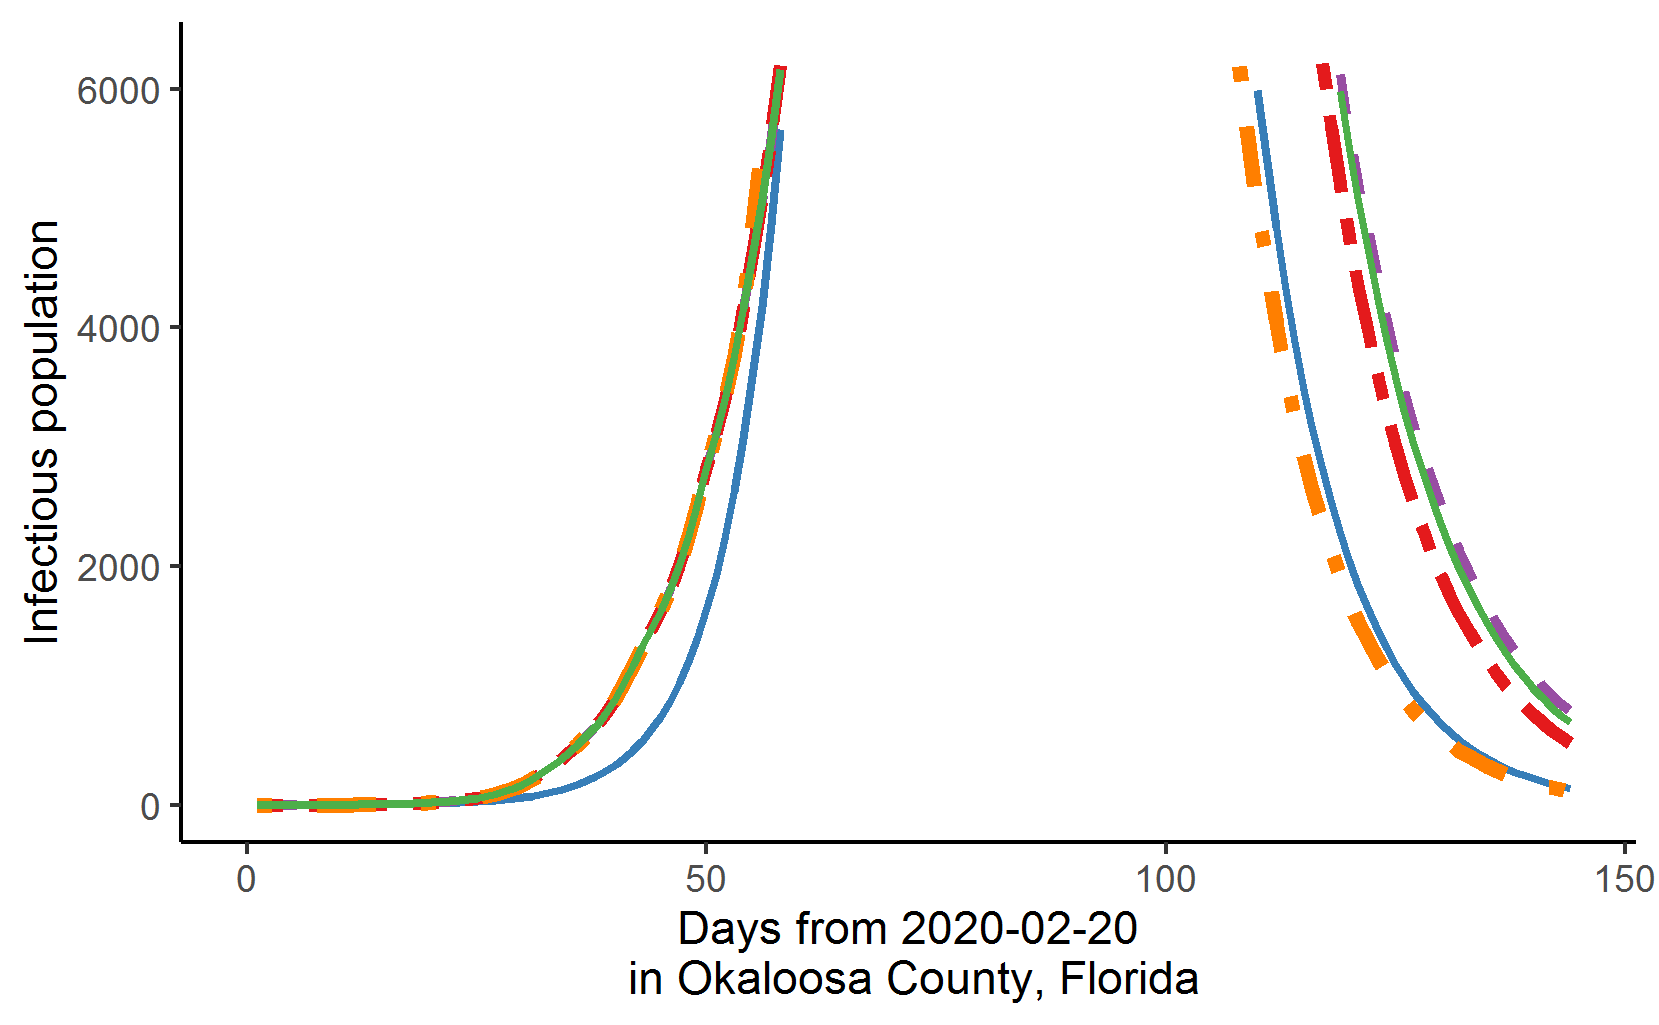 Infectious population
6000
4000
2000
0
0 50 100 150
Days from 2020-02-20
in Okaloosa County, Florida